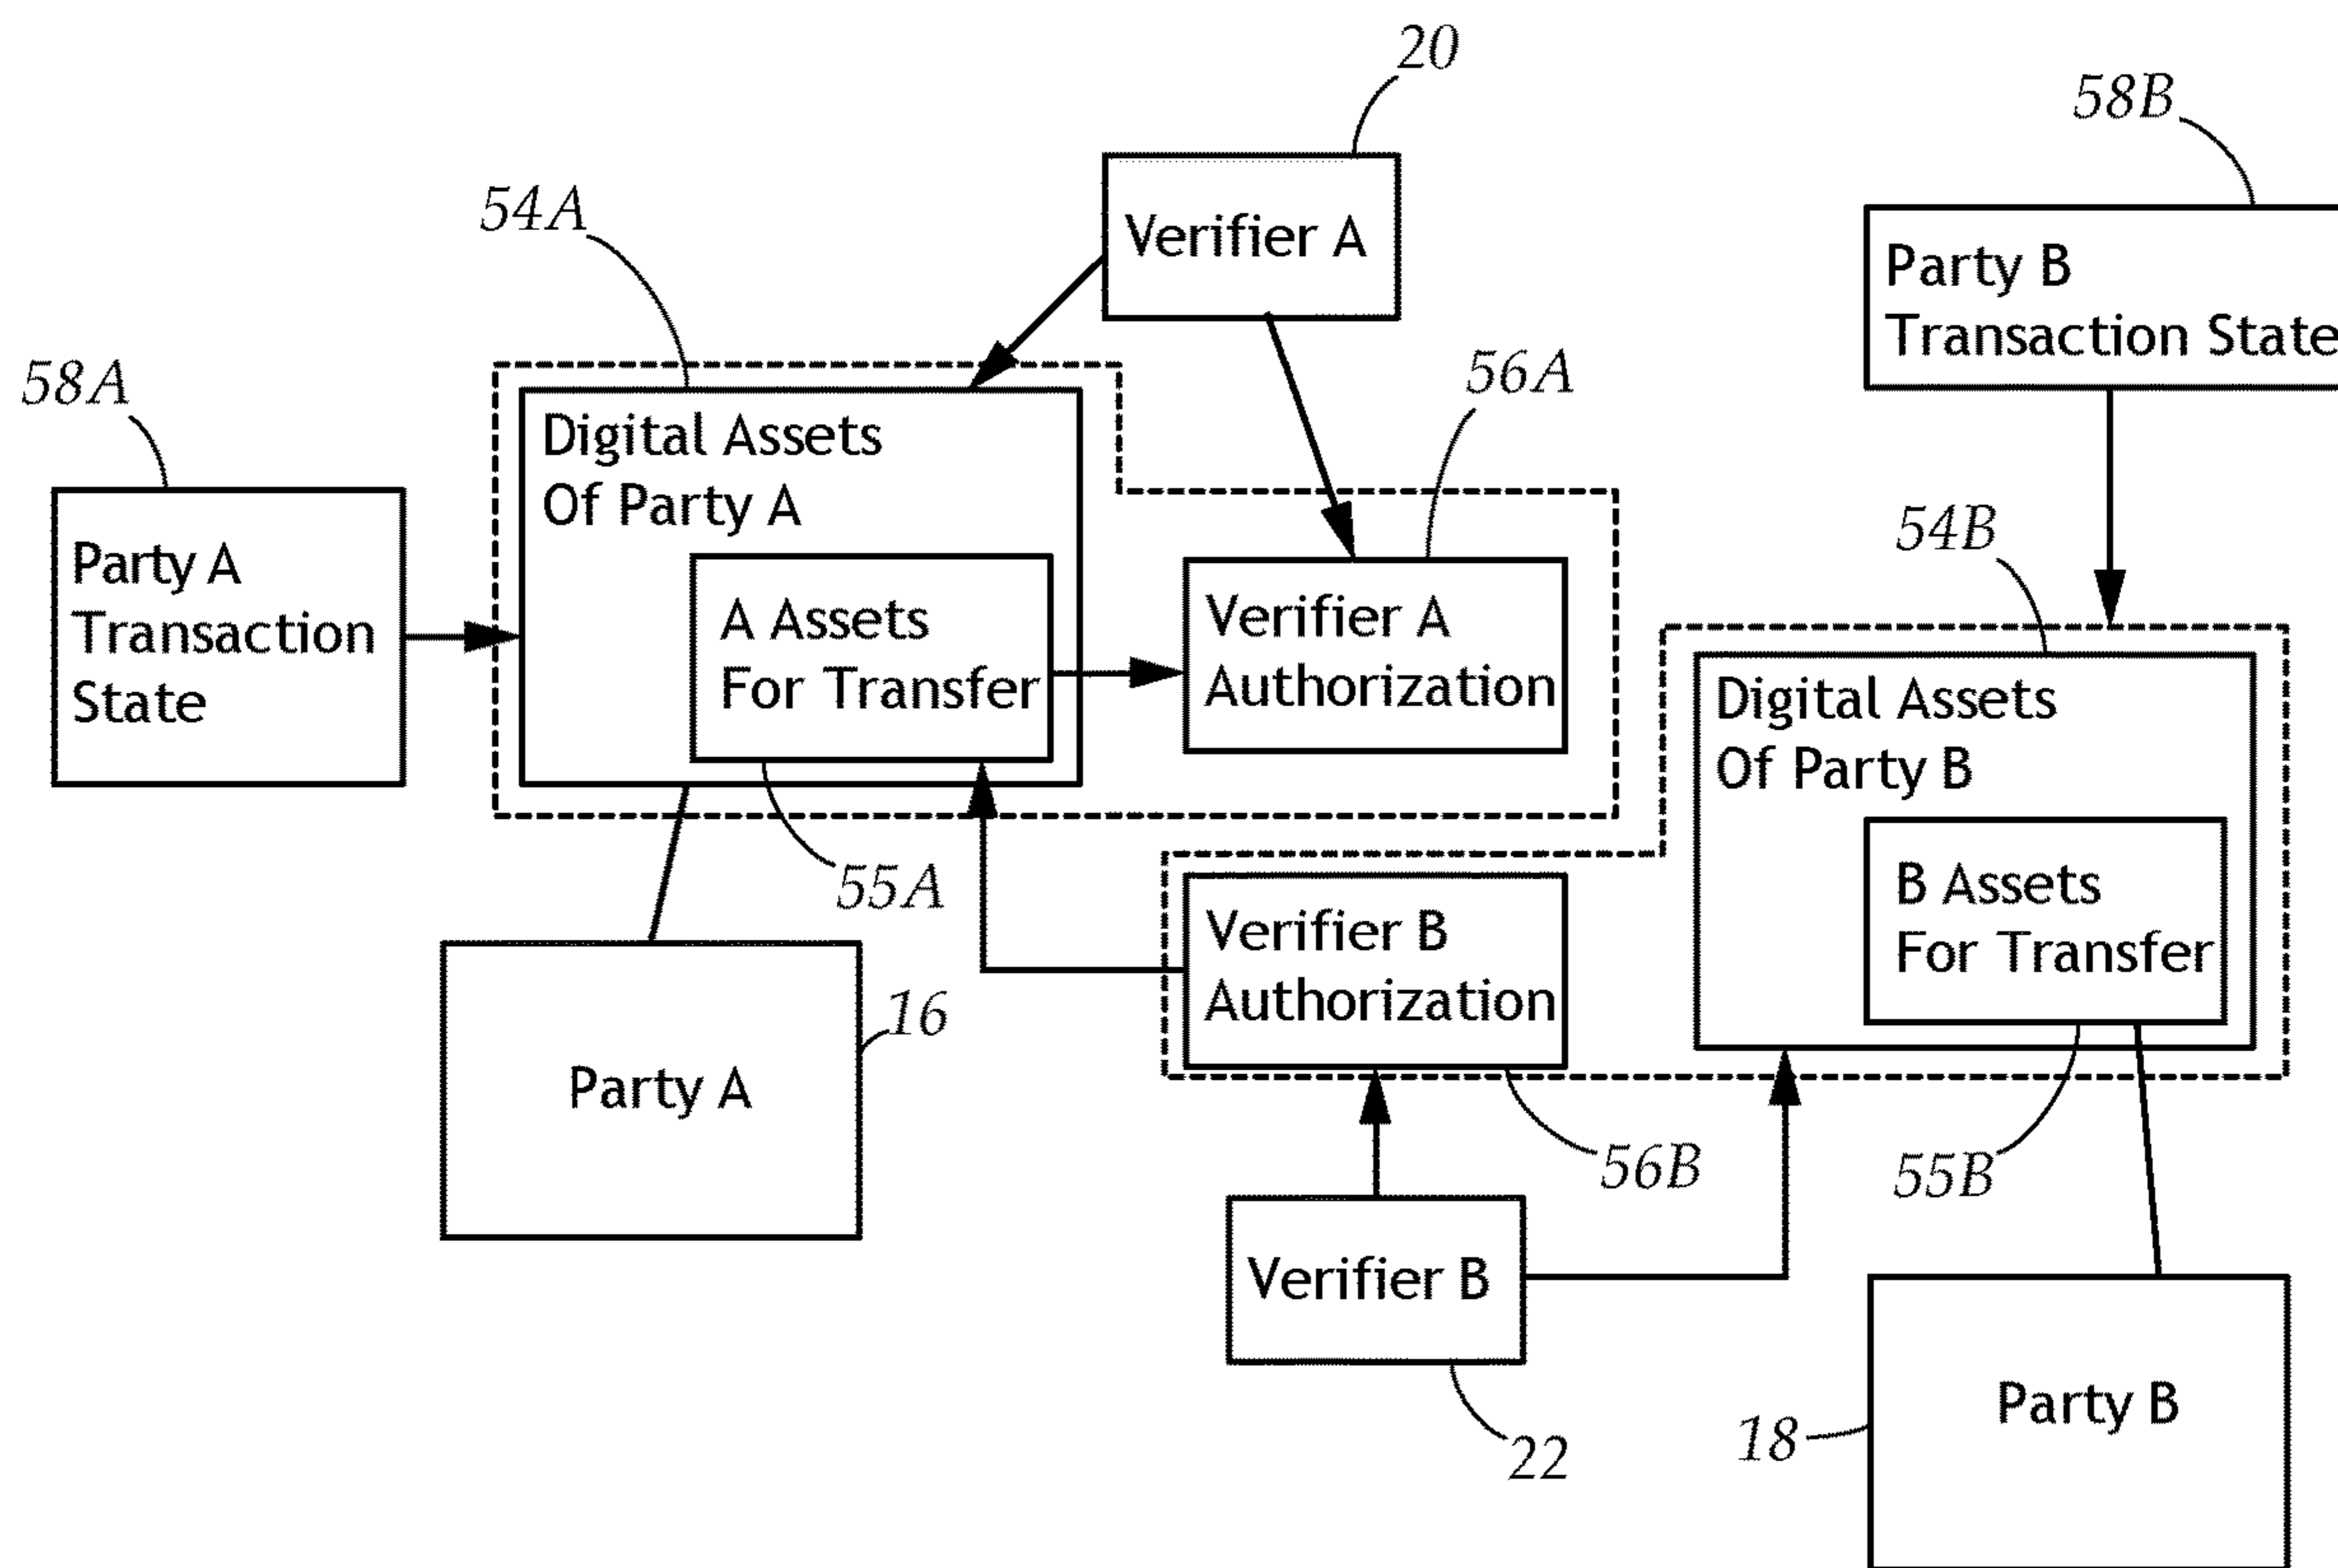 20
58B
54A
Verifier A
Party B
Transaction State
58A
56A
Digital Assets
Of Party A
54B
Party A
Transaction
State
A Assets
For Transfer
Verifier A
Authorization
Digital Assets
Of Party B
55A
B Assets
For Transfer
Verifier B
Authorization
16
Party A
56B
55B
Verifier B
Party B
18
22